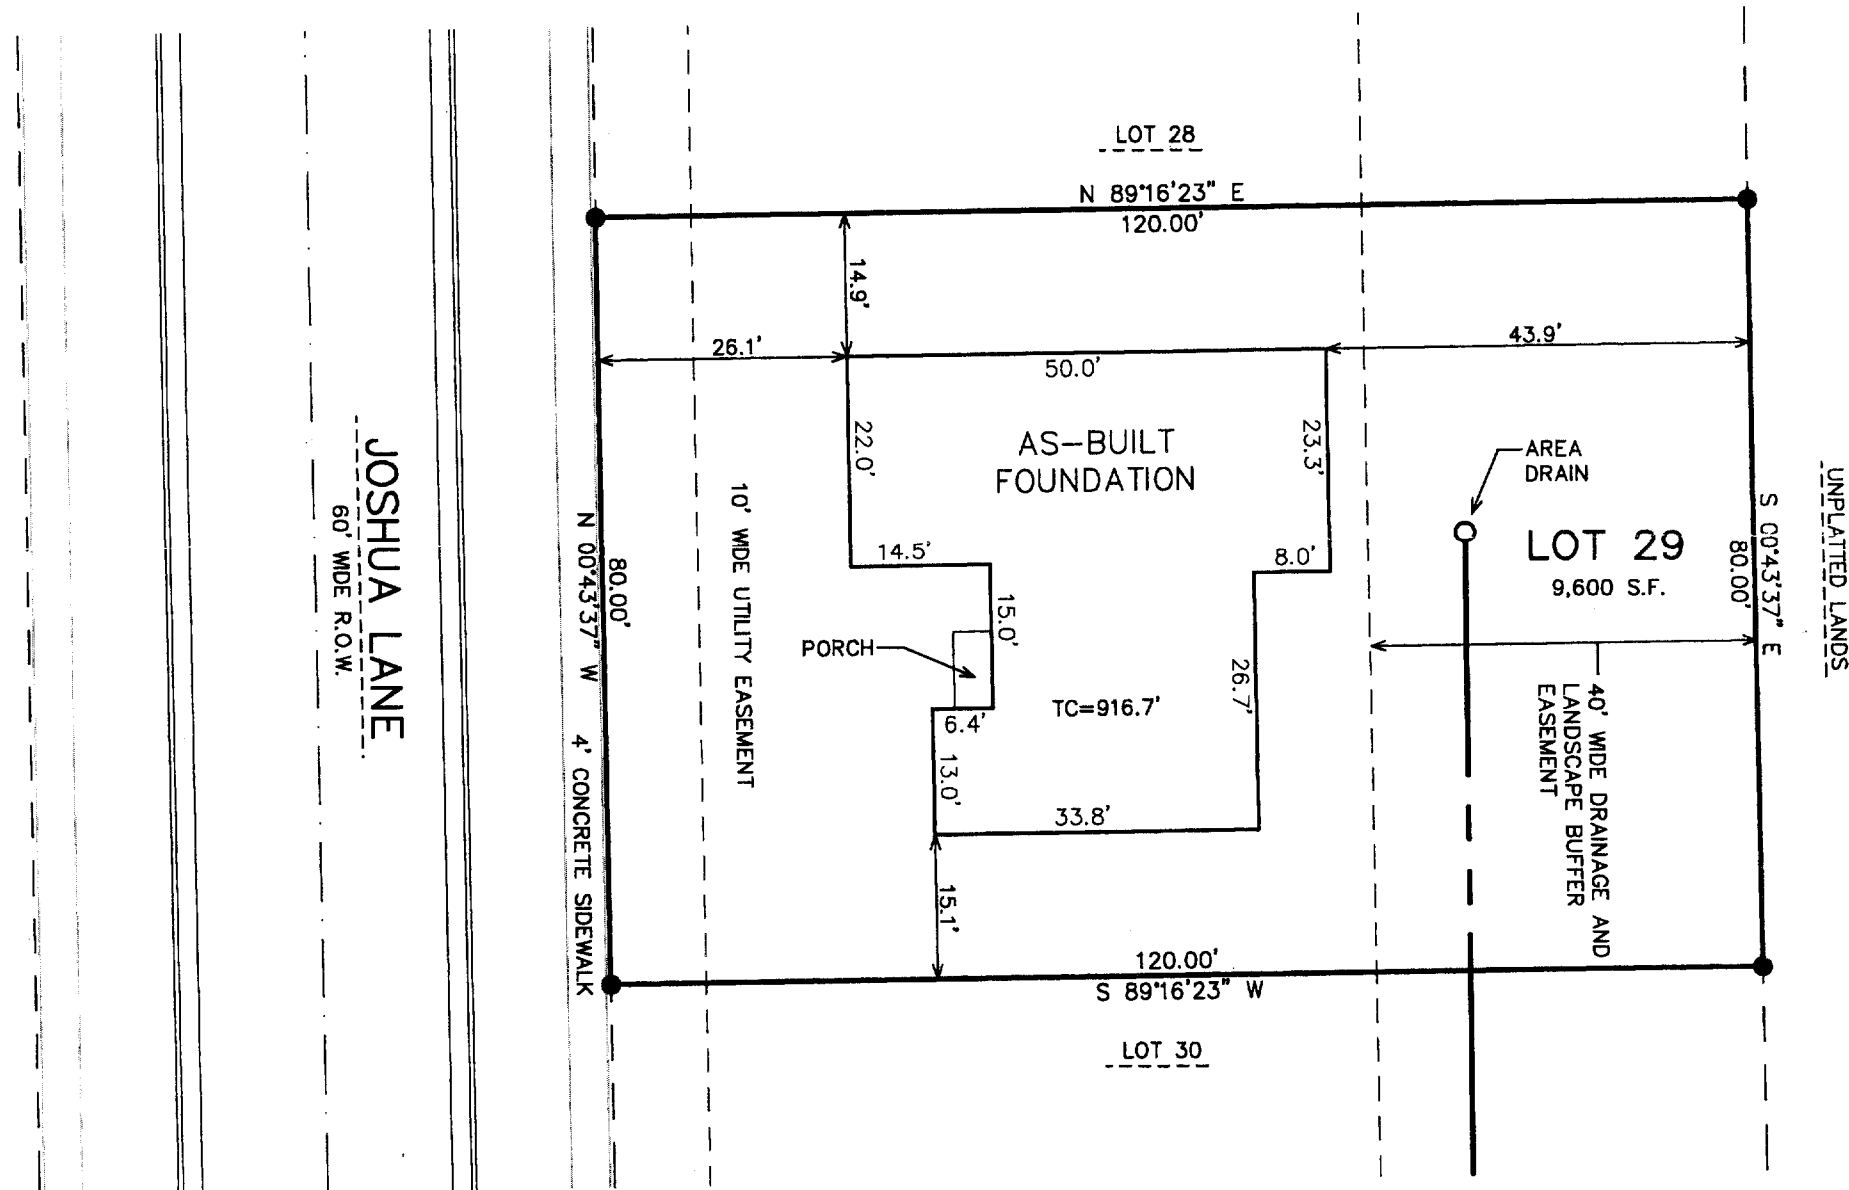 LOT 28
N 89°16'23" E
120.00'
14.9'
26.1'
50.0'
43.9'
22.0'
AS-BUILT
FOUNDATION
23.3'
AREA
DRAIN
LOT 29
9,600 S.F.
14.5'
8.0'
15.0'
PORCH
6.4'
TC=916.7'
26.7'
13.0'
33.8'
15.1'
120.00'
S 89°16'23" W
LOT 30
JOSHUA LANE
60' WIDE R.O.W.
N 00°43'37" W
80.00'
4' CONCRETE SIDEWALK
10' WIDE UTILITY EASEMENT
S 00°43'37" E
80.00'
40' WIDE DRAINAGE AND
LANDSCAPE BUFFER
EASEMENT
UNPLATTED LANDS